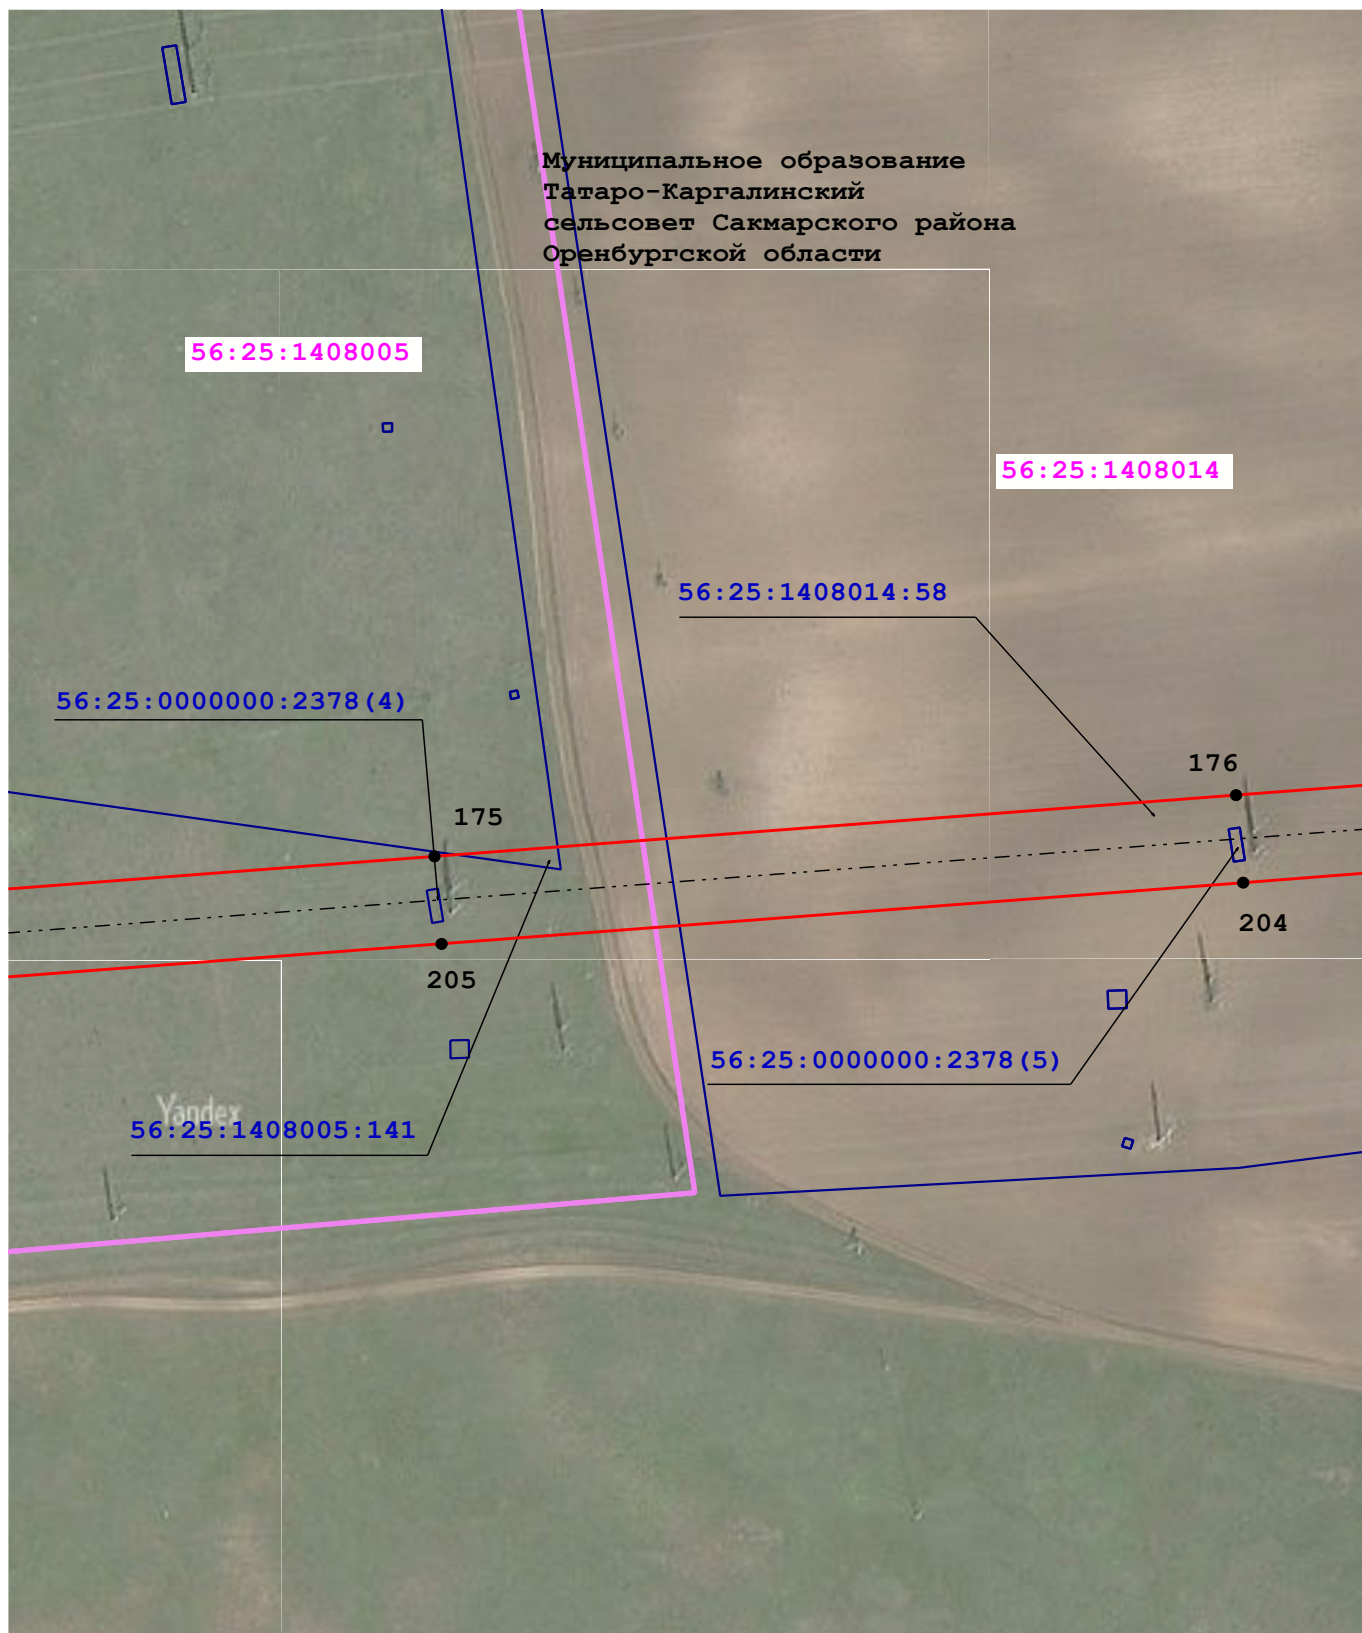 Муниципальное образование
Татаро-Каргалинский
сельсовет Сакмарского района
Оренбургской области
56:25:1408005
56:25:1408014
56:25:1408014:58
56:25:0000000:2378(4)
176
175
204
205
56:25:0000000:2378(5)
Yandex
56:25:1408005:141